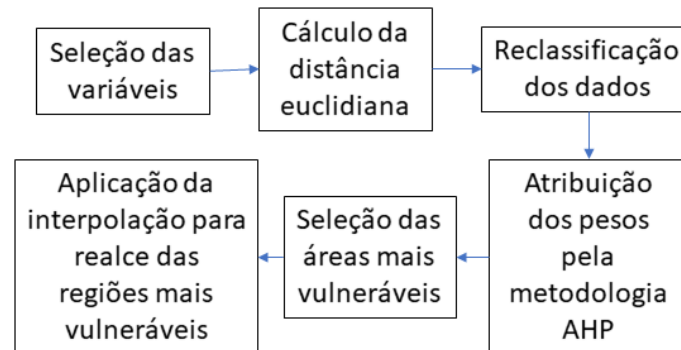 Seleção das
variáveis
Cálculo da
distância
euclidiana
Reclassificação
dos dados
Atribuição
dos pesos
pela
metodologia
AHP
Seleção das
áreas mais
vulneráveis
Aplicação da
interpolação para
realce das
regiões mais
vulneráveis